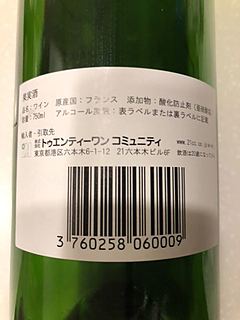 果実酒
品名：ワイン 原産国：フランス 添加物：酸化防止剤
容量：750ml アルコール度数：表ラベルまたは裏ラベルに記載
輸入者・引取先
トゥエンティーワン コミュニティ
東京都港区六本木6-1-12 21六本木ビル6F
3 760258 060009